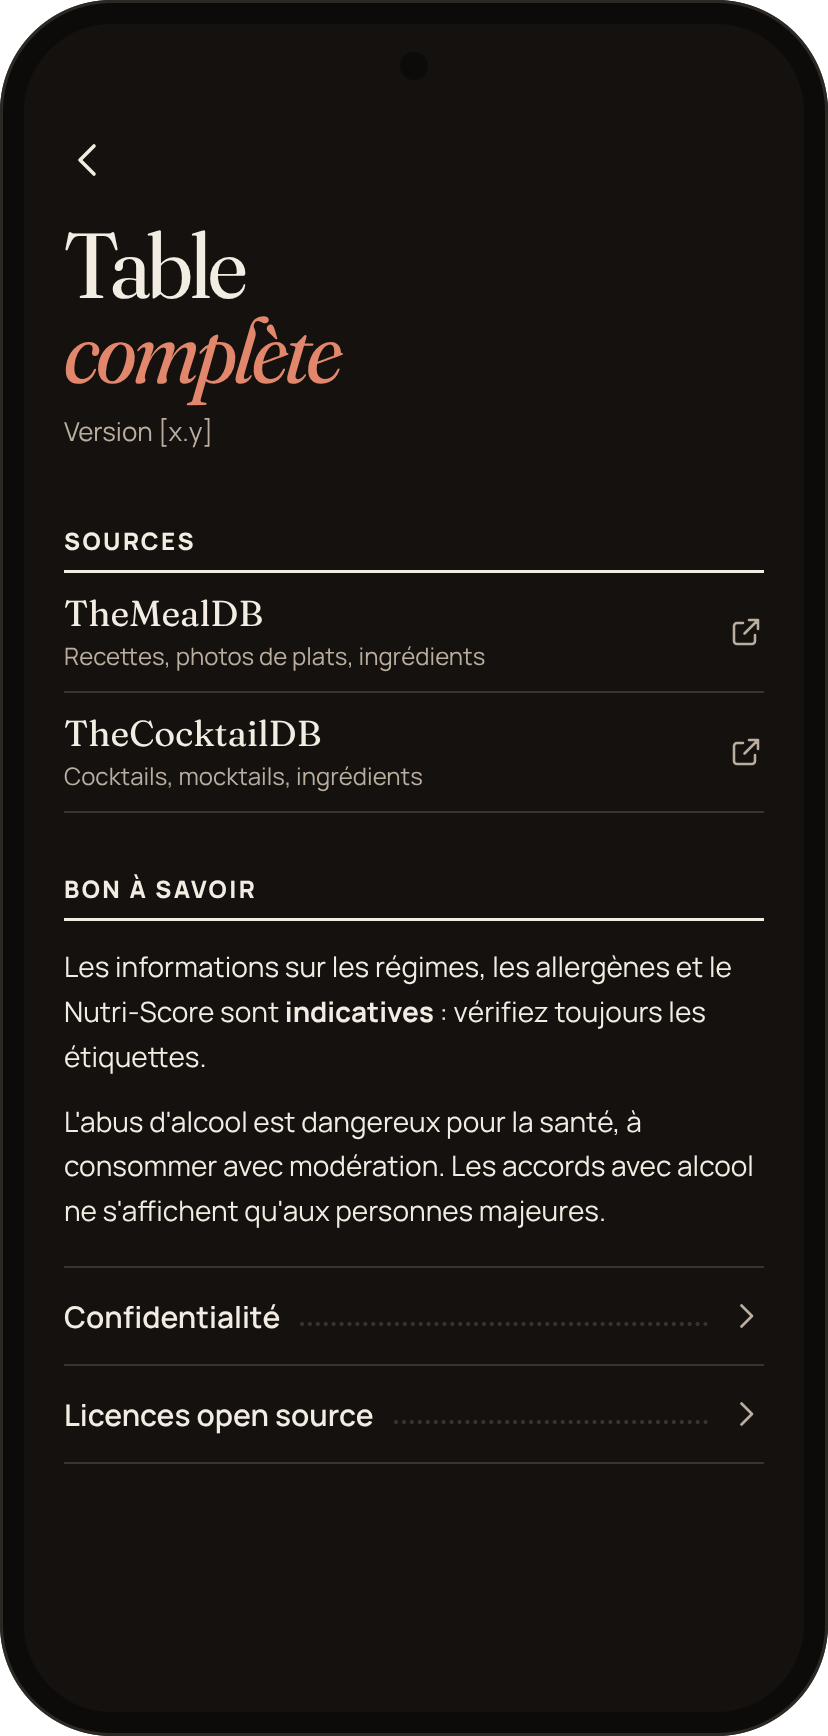 Table
complète
Version [x.y]
SOURCES
TheMealDB
Recettes, photos de plats, ingrédients
TheCocktailDB
Cocktails, mocktails, ingrédients
BON À SAVOIR
Les informations sur les régimes, les allergènes et le
Nutri-Score sont indicatives : vérifiez toujours les
étiquettes.
L'abus d'alcool est dangereux pour la santé, à
consommer avec modération. Les accords avec alcool
ne s'affichent qu'aux personnes majeures.
Confidentialité
Licences open source